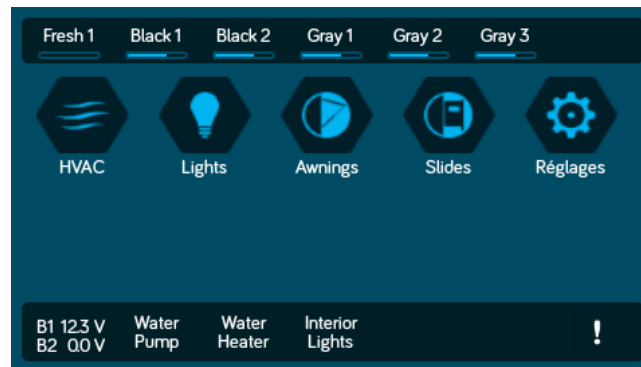 Fresh 1 Black 1 Black 2 Gray 1 Gray 2 Gray 3
HVAC Lights Awnings Slides Réglages
B1 12.3 V
B2 0.0 V
Water
Pump
Water
Heater
Interior
Lights
!